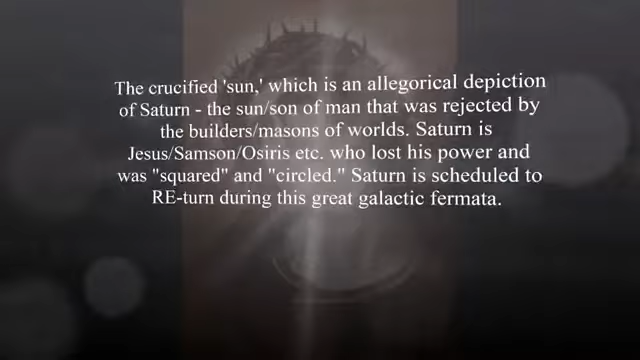 The crucified 'sun,' which is an allegorical depiction
of Saturn - the sun/son of man that was rejected by
the builders/masons of worlds. Saturn is
Jesus/Samson/Osiris etc. who lost his power and
was "squared" and "circled." Saturn is scheduled to
RE-turn during this great galactic fermata.